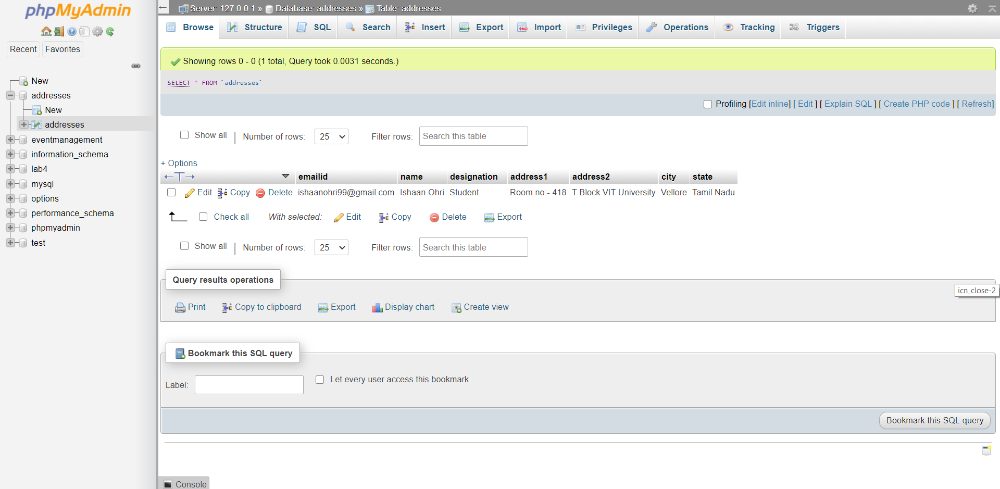 phpMyAdmin
Recent Favorites
New
addresses
New
addresses
eventmanagement
information_schema
lab4
mysql
options
performance_schema
phpmyadmin
test
Server: 127.0.0.1 » Database: addresses » Table: addresses
Browse Structure SQL Search Insert Export Import Privileges Operations Tracking Triggers
Showing rows 0 - 0 (1 total, Query took 0.0031 seconds.)
SELECT * FROM `addresses`
Profiling [Edit inline] [ Edit ] [ Explain SQL ] [ Create PHP code ] [ Refresh]
Show all | Number of rows: 25 Filter rows: Search this table
+ Options
emailid name designation address1 address2 city state
Edit Copy Delete ishaanohri99@gmail.com Ishaan Ohri Student Room no:- 418 T Block VIT University Vellore Tamil Nadu
Check all With selected: Edit Copy Delete Export
Show all | Number of rows: 25 Filter rows: Search this table
Query results operations
icn_close-2
Print Copy to clipboard Export Display chart Create view
Bookmark this SQL query
Label: Let every user access this bookmark
Bookmark this SQL query
Console